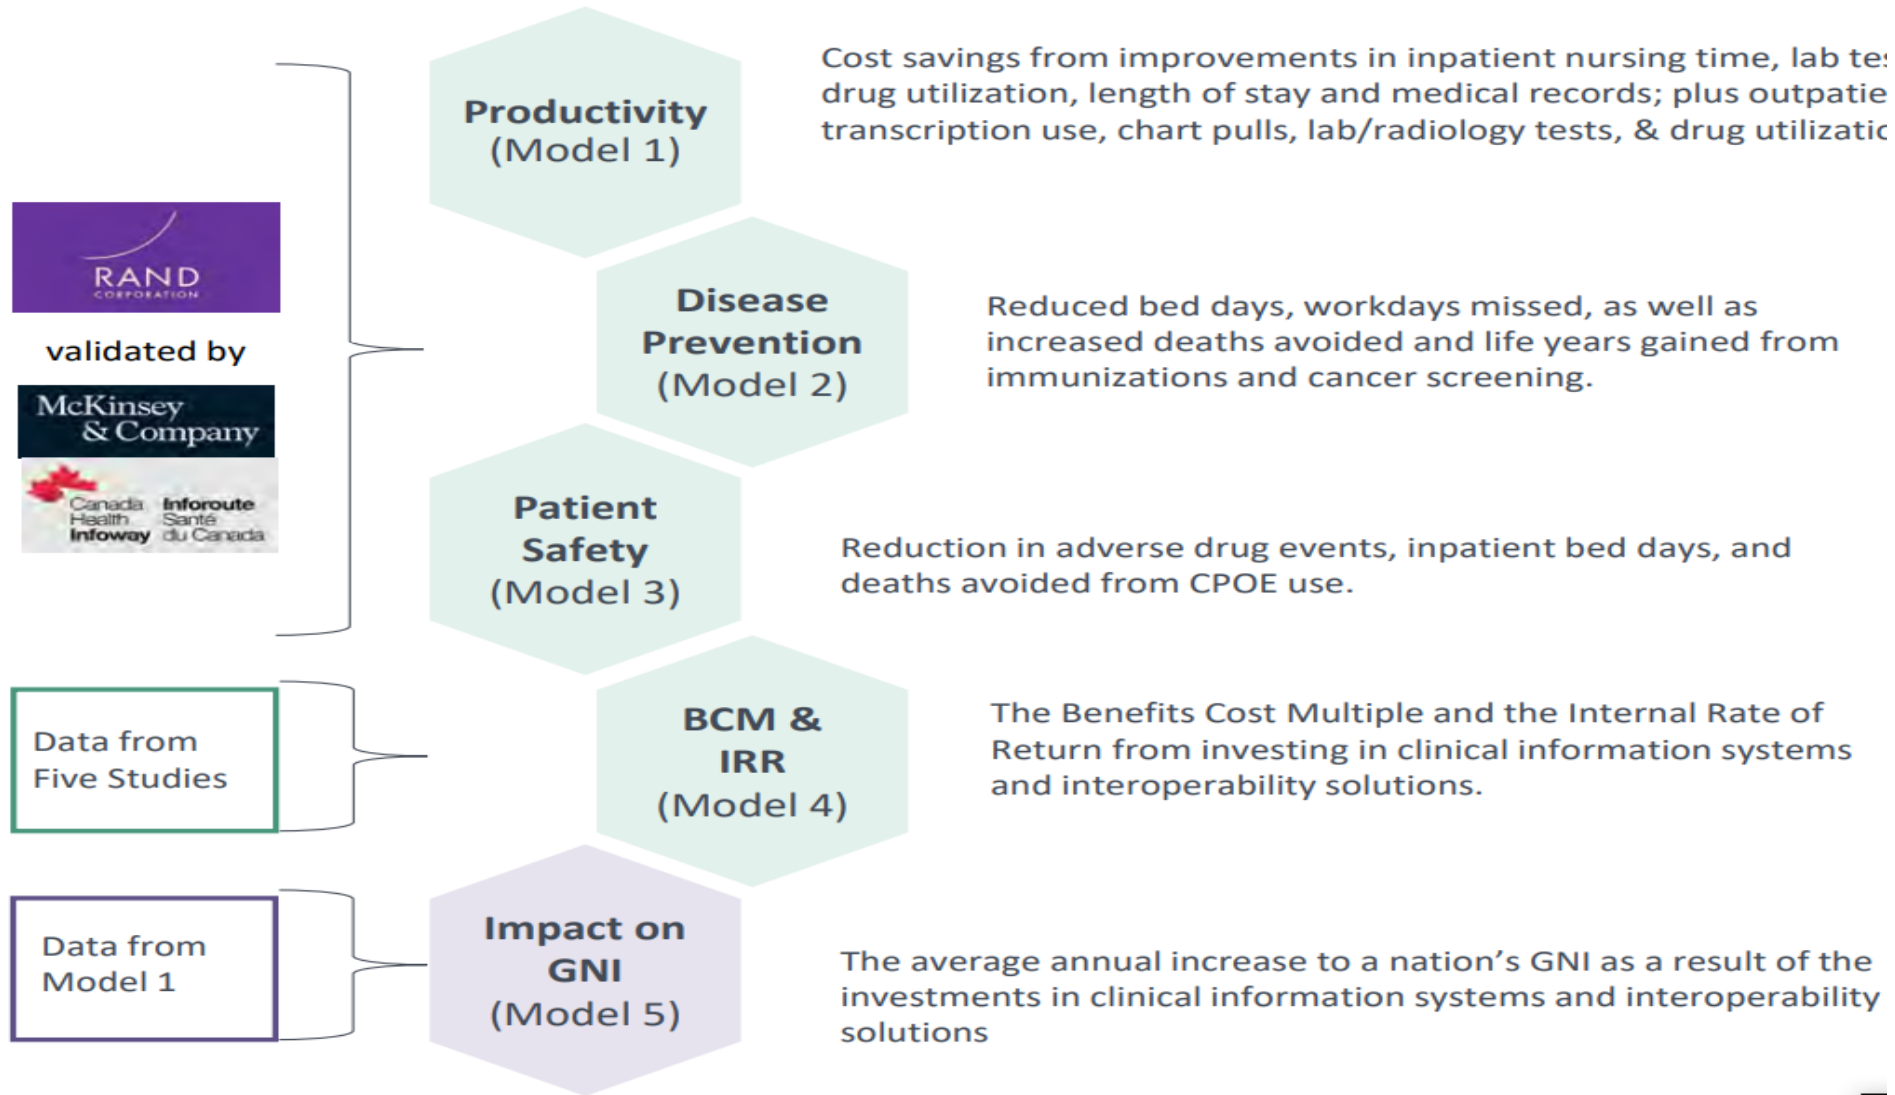 Productivity
(Model 1)
Cost savings from improvements in inpatient nursing time, lab
drug utilization, length of stay and medical records; plus
transcription use, chart pulls, lab/radiology tests, & drug
RAND
CORPORATION
validated by
McKinsey
& Company
Canada Inforoute
Health Santé
Infoway du Canada
Disease
Prevention
(Model 2)
Reduced bed days, workdays missed, as well as
increased deaths avoided and life years gained from
immunizations and cancer screening.
Patient
Safety
(Model 3)
Reduction in adverse drug events, inpatient bed days, and
deaths avoided from CPOE use.
Data from
Five Studies
BCM &
IRR
(Model 4)
The Benefits Cost Multiple and the Internal Rate of
Return from investing in clinical information systems
and interoperability solutions.
Data from
Model 1
Impact on
GNI
(Model 5)
The average annual increase to a nation’s GNI as a result of the
investments in clinical information systems and interoperability
solutions